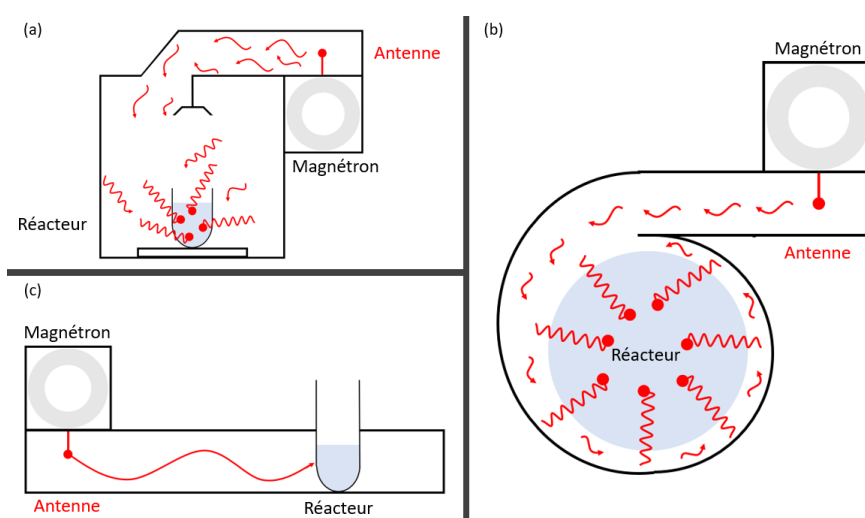 (a)
Antenne
Magnétron
Réacteur
(b)
Magnétron
Antenne
Réacteur
(c)
Magnétron
Antenne
Réacteur